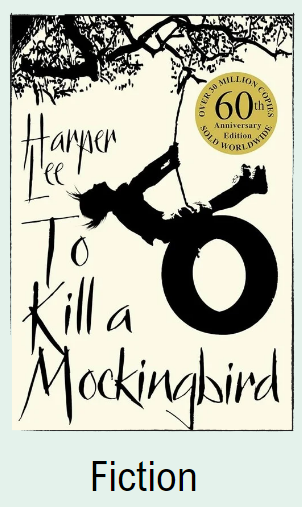 OVER 30 MILLION COPIES
60th
Anniversary
Edition
SOLD WORLDWIDE
Harper
Lee
To
Kill a
Mockingbird
Fiction